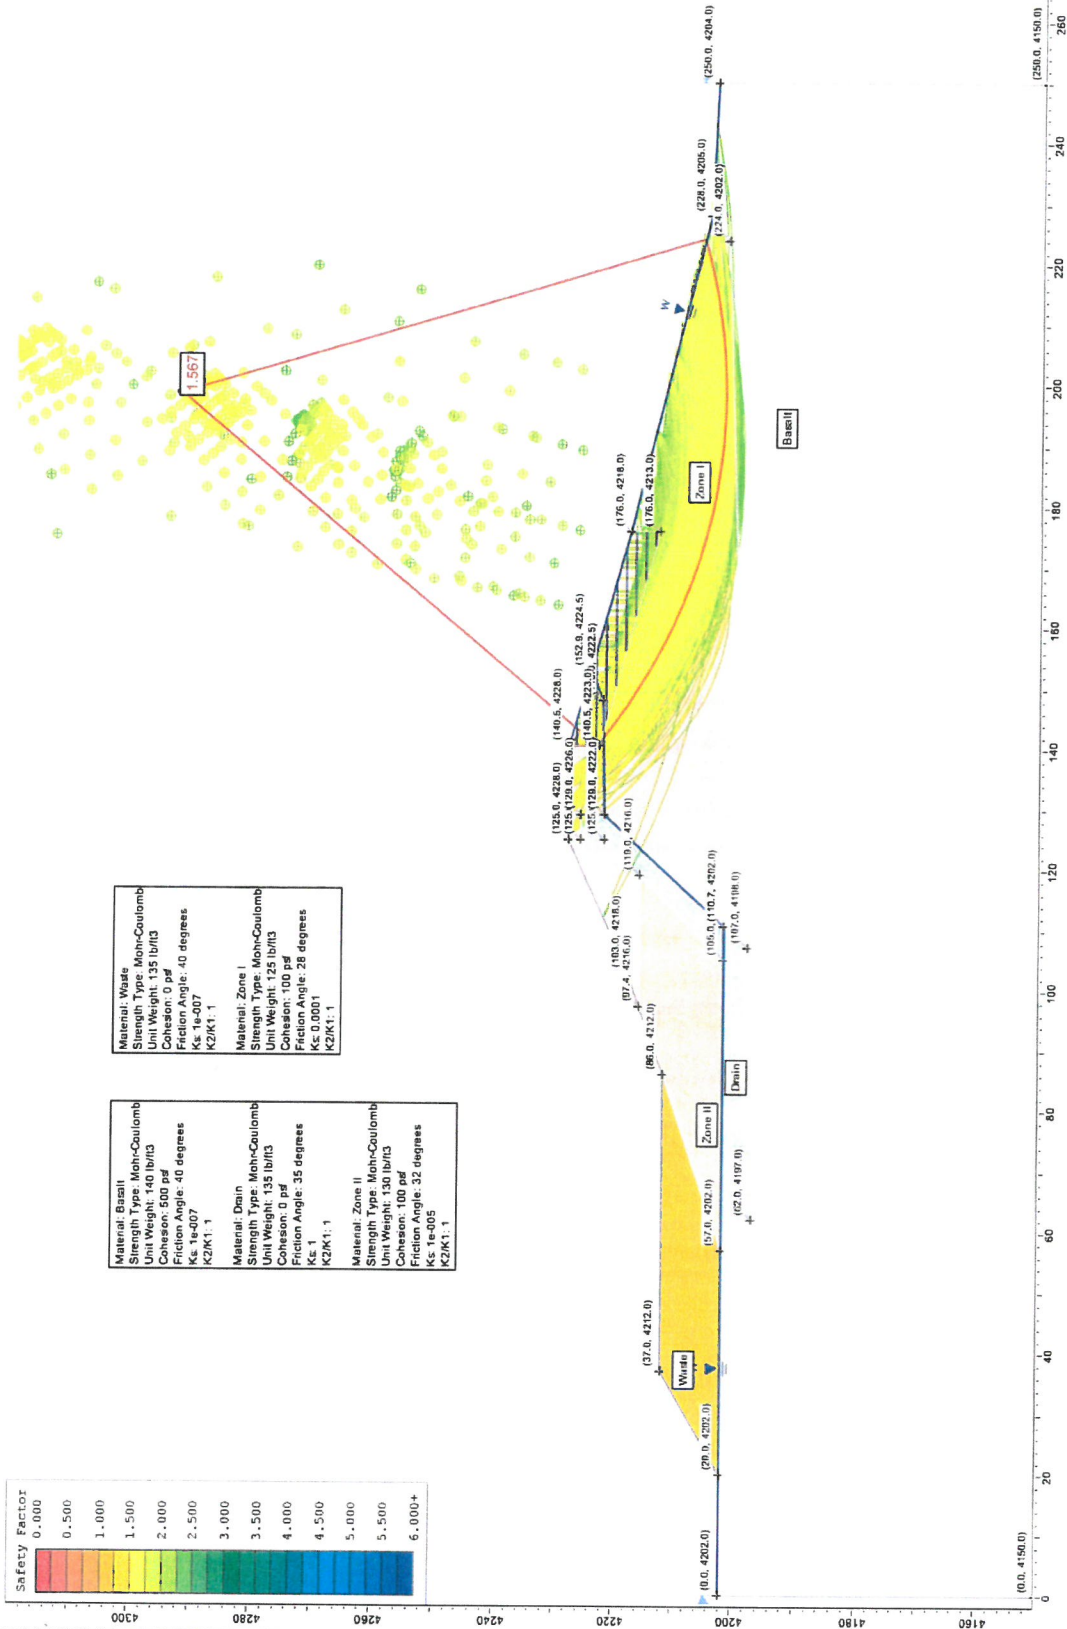 Safety Factor
0.000
0.500
1.000
1.500
2.000
2.500
3.000
3.500
4.000
4.500
5.000
5.500
6.000+
Material: Basalt
Strength Type: Mohr-Coulomb
Unit Weight: 140 lb/ft3
Cohesion: 500 psf
Friction Angle: 40 degrees
Ks: 1e-007
K2/K1: 1
Material: Drain
Strength Type: Mohr-Coulomb
Unit Weight: 135 lb/ft3
Cohesion: 0 psf
Friction Angle: 35 degrees
Ks: 1
K2/K1: 1
Material: Zone II
Strength Type: Mohr-Coulomb
Unit Weight: 130 lb/ft3
Cohesion: 100 psf
Friction Angle: 32 degrees
Ks: 1e-005
K2/K1: 1
Material: Waste
Strength Type: Mohr-Coulomb
Unit Weight: 135 lb/ft3
Cohesion: 0 psf
Friction Angle: 40 degrees
Ks: 1e-007
K2/K1: 1
Material: Zone I
Strength Type: Mohr-Coulomb
Unit Weight: 125 lb/ft3
Cohesion: 100 psf
Friction Angle: 28 degrees
Ks: 0.0001
K2/K1: 1
1.567
(0.0, 4202.0)
(20.0, 4202.0)
(37.0, 4212.0)
Waste
(57.0, 4202.0)
(62.0, 4197.0)
Zone II
Drain
(86.0, 4212.0)
(97.4, 4216.0)
(103.0, 4218.0)
(105.0,
(110.7, 4202.0)
(107.0, 4198.0)
(119.0, 4216.0)
(125.0, 4228.0)
(125.
(129.0, 4226.0)
(125.
(129.0, 4222.0)
(140.5, 4228.0)
(140.5, 4223.0)
4222.5)
(152.9, 4224.5)
(176.0, 4218.0)
(176.0, 4213.0)
Zone I
Basalt
W
(228.0, 4205.0)
(224.0, 4202.0)
(250.0, 4204.0)
(250.0, 4150.0)
(0.0, 4150.0)
4300
4280
4260
4240
4220
4200
4180
4160
0
20
40
60
80
100
120
140
160
180
200
220
240
260